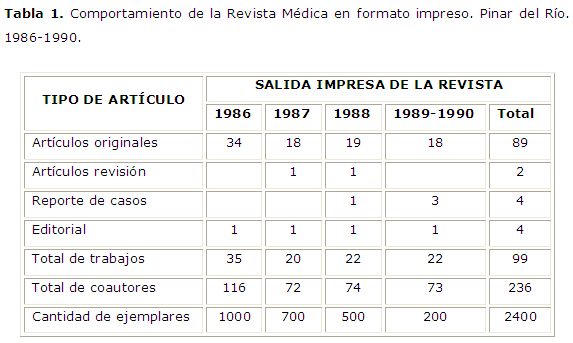 Tabla 1. Comportamiento de la Revista Médica en formato impreso. Pinar del Río.
1986-1990.
TIPO DE ARTÍCULO SALIDA IMPRESA DE LA REVISTA
1986 1987 1988 1989-1990 Total
Artículos originales 34 18 19 18 89
Artículos revisión 1 1 2
Reporte de casos 1 3 4
Editorial 1 1 1 1 4
Total de trabajos 35 20 22 22 99
Total de coautores 116 72 74 73 236
Cantidad de ejemplares 1000 700 500 200 2400